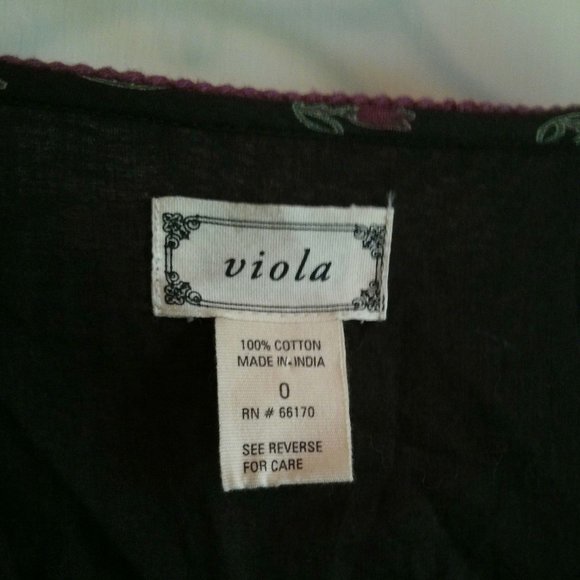 viola
100% COTTON
MADE IN INDIA
0
RN # 66170
SEE REVERSE
FOR CARE